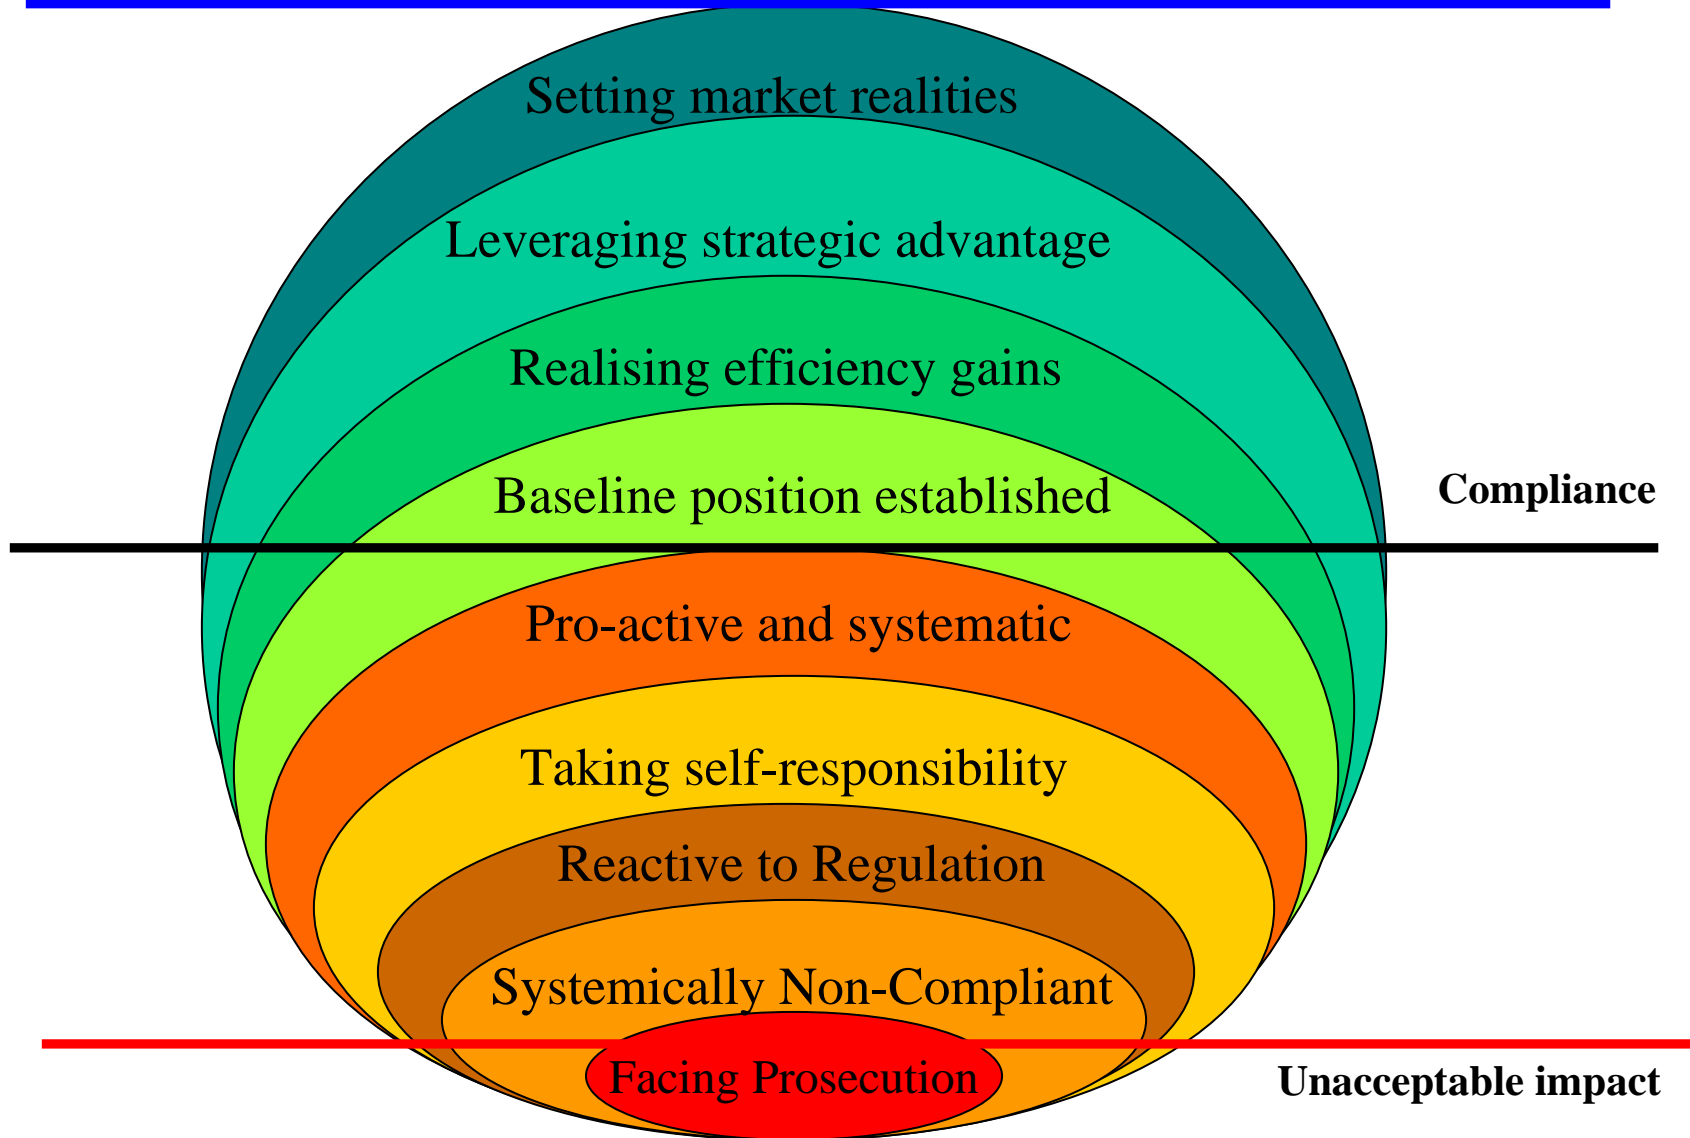 Setting market realities
Leveraging strategic advantage
Realising efficiency gains
Baseline position established
Compliance
Pro-active and systematic
Taking self-responsibility
Reactive to Regulation
Systemically Non-Compliant
Facing Prosecution
Unacceptable impact